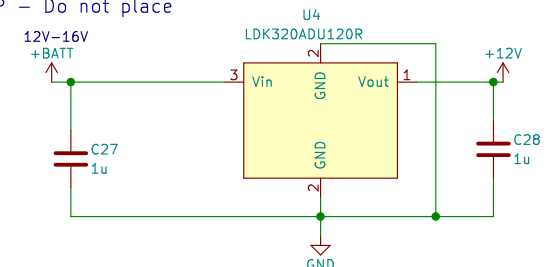 – Do not place
U4
12V-16V
LDK320ADU120R
+BATT
+12V
2
3
Vin
GND
Vout
1
C27
1u
GND
C28
1u
2
GND